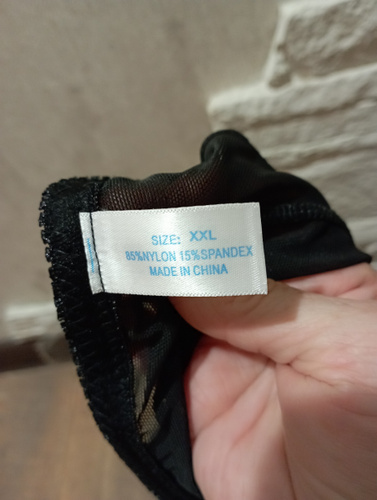 SIZE: XXL
85%NYLON 15%SPANDEX
MADE IN CHINA